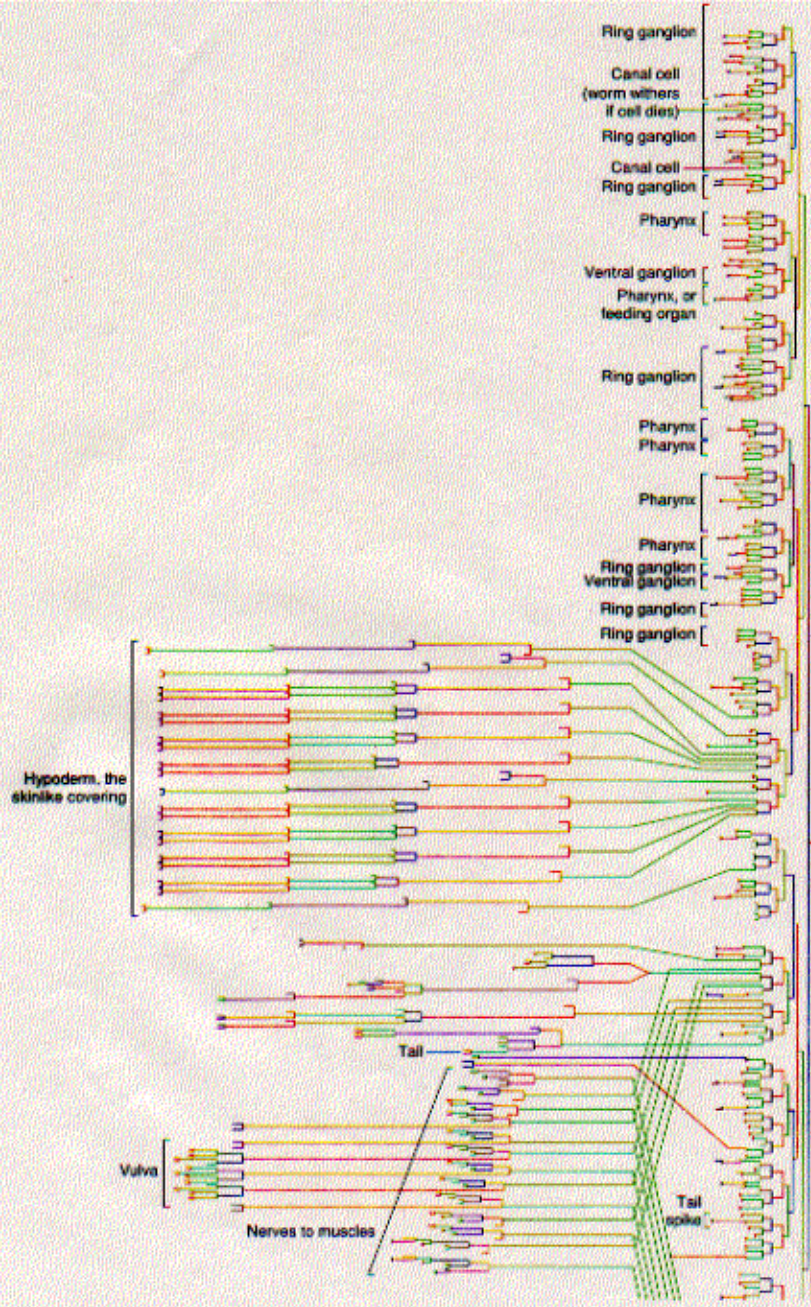 Ring ganglion
Canal cell
(worm withers
if cell dies)
Ring ganglion
Canal cell
Ring ganglion
Pharynx
Ventral ganglion
Pharynx, or
feeding organ
Ring ganglion
Pharynx
Pharynx
Pharynx
Pharynx
Ring ganglion
Ventral ganglion
Ring ganglion
Ring ganglion
Hypoderm, the
skinlike covering
Tail
Vulva
Tail
spike
Nerves to muscles